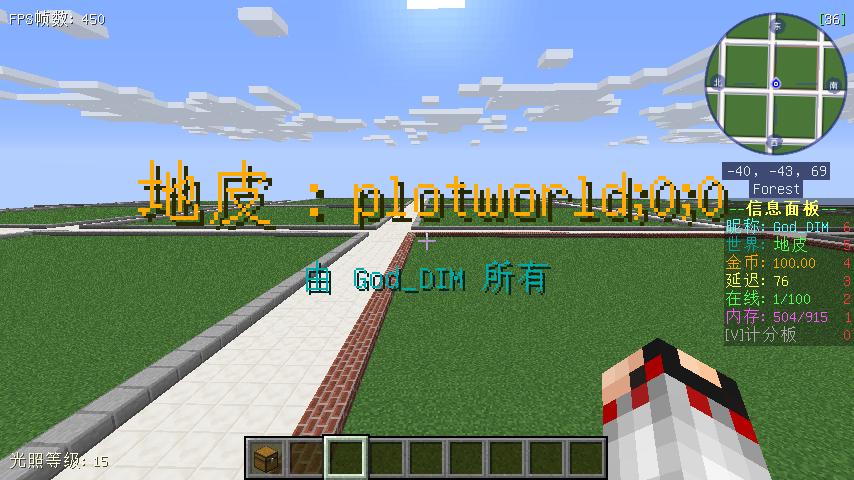 FPS帧数: 450
[36]
东
北
南
西
-40, -43, 69
Forest
地皮 : plotworld;0;0
信息面板
昵称: God_DIM 6
世界: 地皮 5
金币: 100.00 4
延迟: 76 3
在线: 1/100 2
内存: 504/915 1
[V]计分板 0
由 God_DIM 所有
光照等级: 15